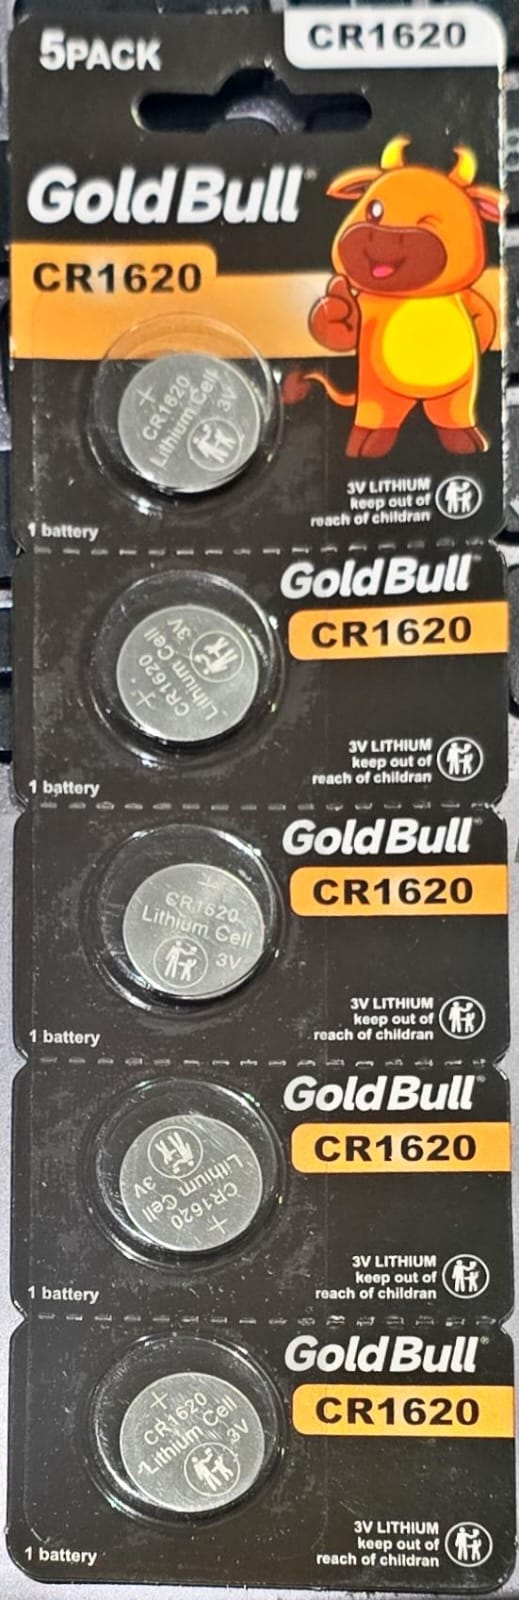 CR1620
5PACK
GoldBull
CR1620
+
CR1620
Lithium Cell
3V
3V LITHIUM
keep out of
reach of childran
1 battery
GoldBull
CR1620
+
CR1620
Lithium Cell
3V
3V LITHIUM
keep out of
reach of childran
1 battery
GoldBull
CR1620
+
CR1620
Lithium Cell
3V
3V LITHIUM
keep out of
reach of childran
1 battery
GoldBull
CR1620
+
CR1620
Lithium Cell
3V
3V LITHIUM
keep out of
reach of childran
1 battery
GoldBull
CR1620
+
CR1620
Lithium Cell
3V
3V LITHIUM
keep out of
reach of childran
1 battery